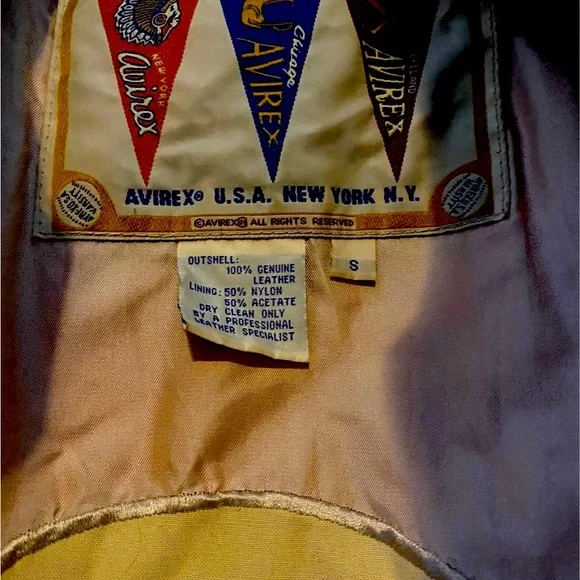 NEW YORK
Avirex
Chicago
AVIREX
AVIREX
AVIREX® U.S.A. NEW YORK N.Y.
©AVIREX® ALL RIGHTS RESERVED
S
OUTSHELL:
100% GENUINE
LEATHER
LINING: 50% NYLON
50% ACETATE
DRY CLEAN ONLY
BY A PROFESSIONAL
LEATHER SPECIALIST